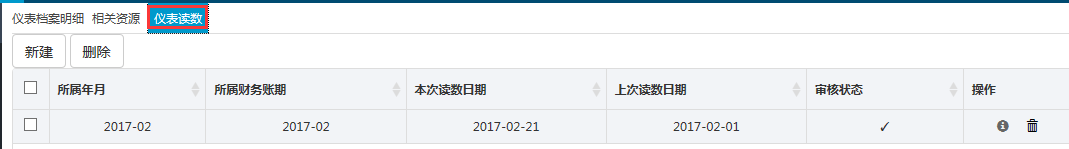 仪表档案明细 相关资源 仪表读数
新建 删除
所属年月 所属财务账期 本次读数日期 上次读数日期 审核状态 操作
2017-02 2017-02 2017-02-21 2017-02-01 ✓